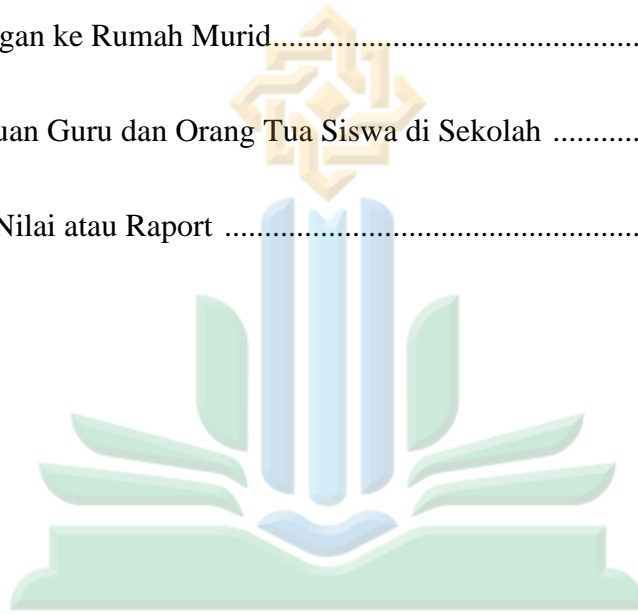 gan ke Rumah Murid............................................
uan Guru dan Orang Tua Siswa di Sekolah ...........
Nilai atau Raport ..................................................